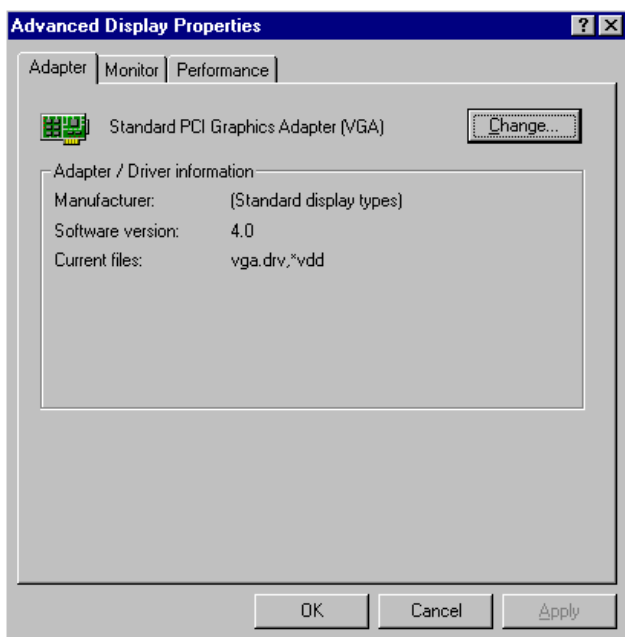 Advanced Display Properties
Adapter Monitor Performance
Standard PCI Graphics Adapter (VGA) Change...
Adapter / Driver information
Manufacturer: (Standard display types)
Software version: 4.0
Current files: vga.drv,*vdd
OK Cancel Apply